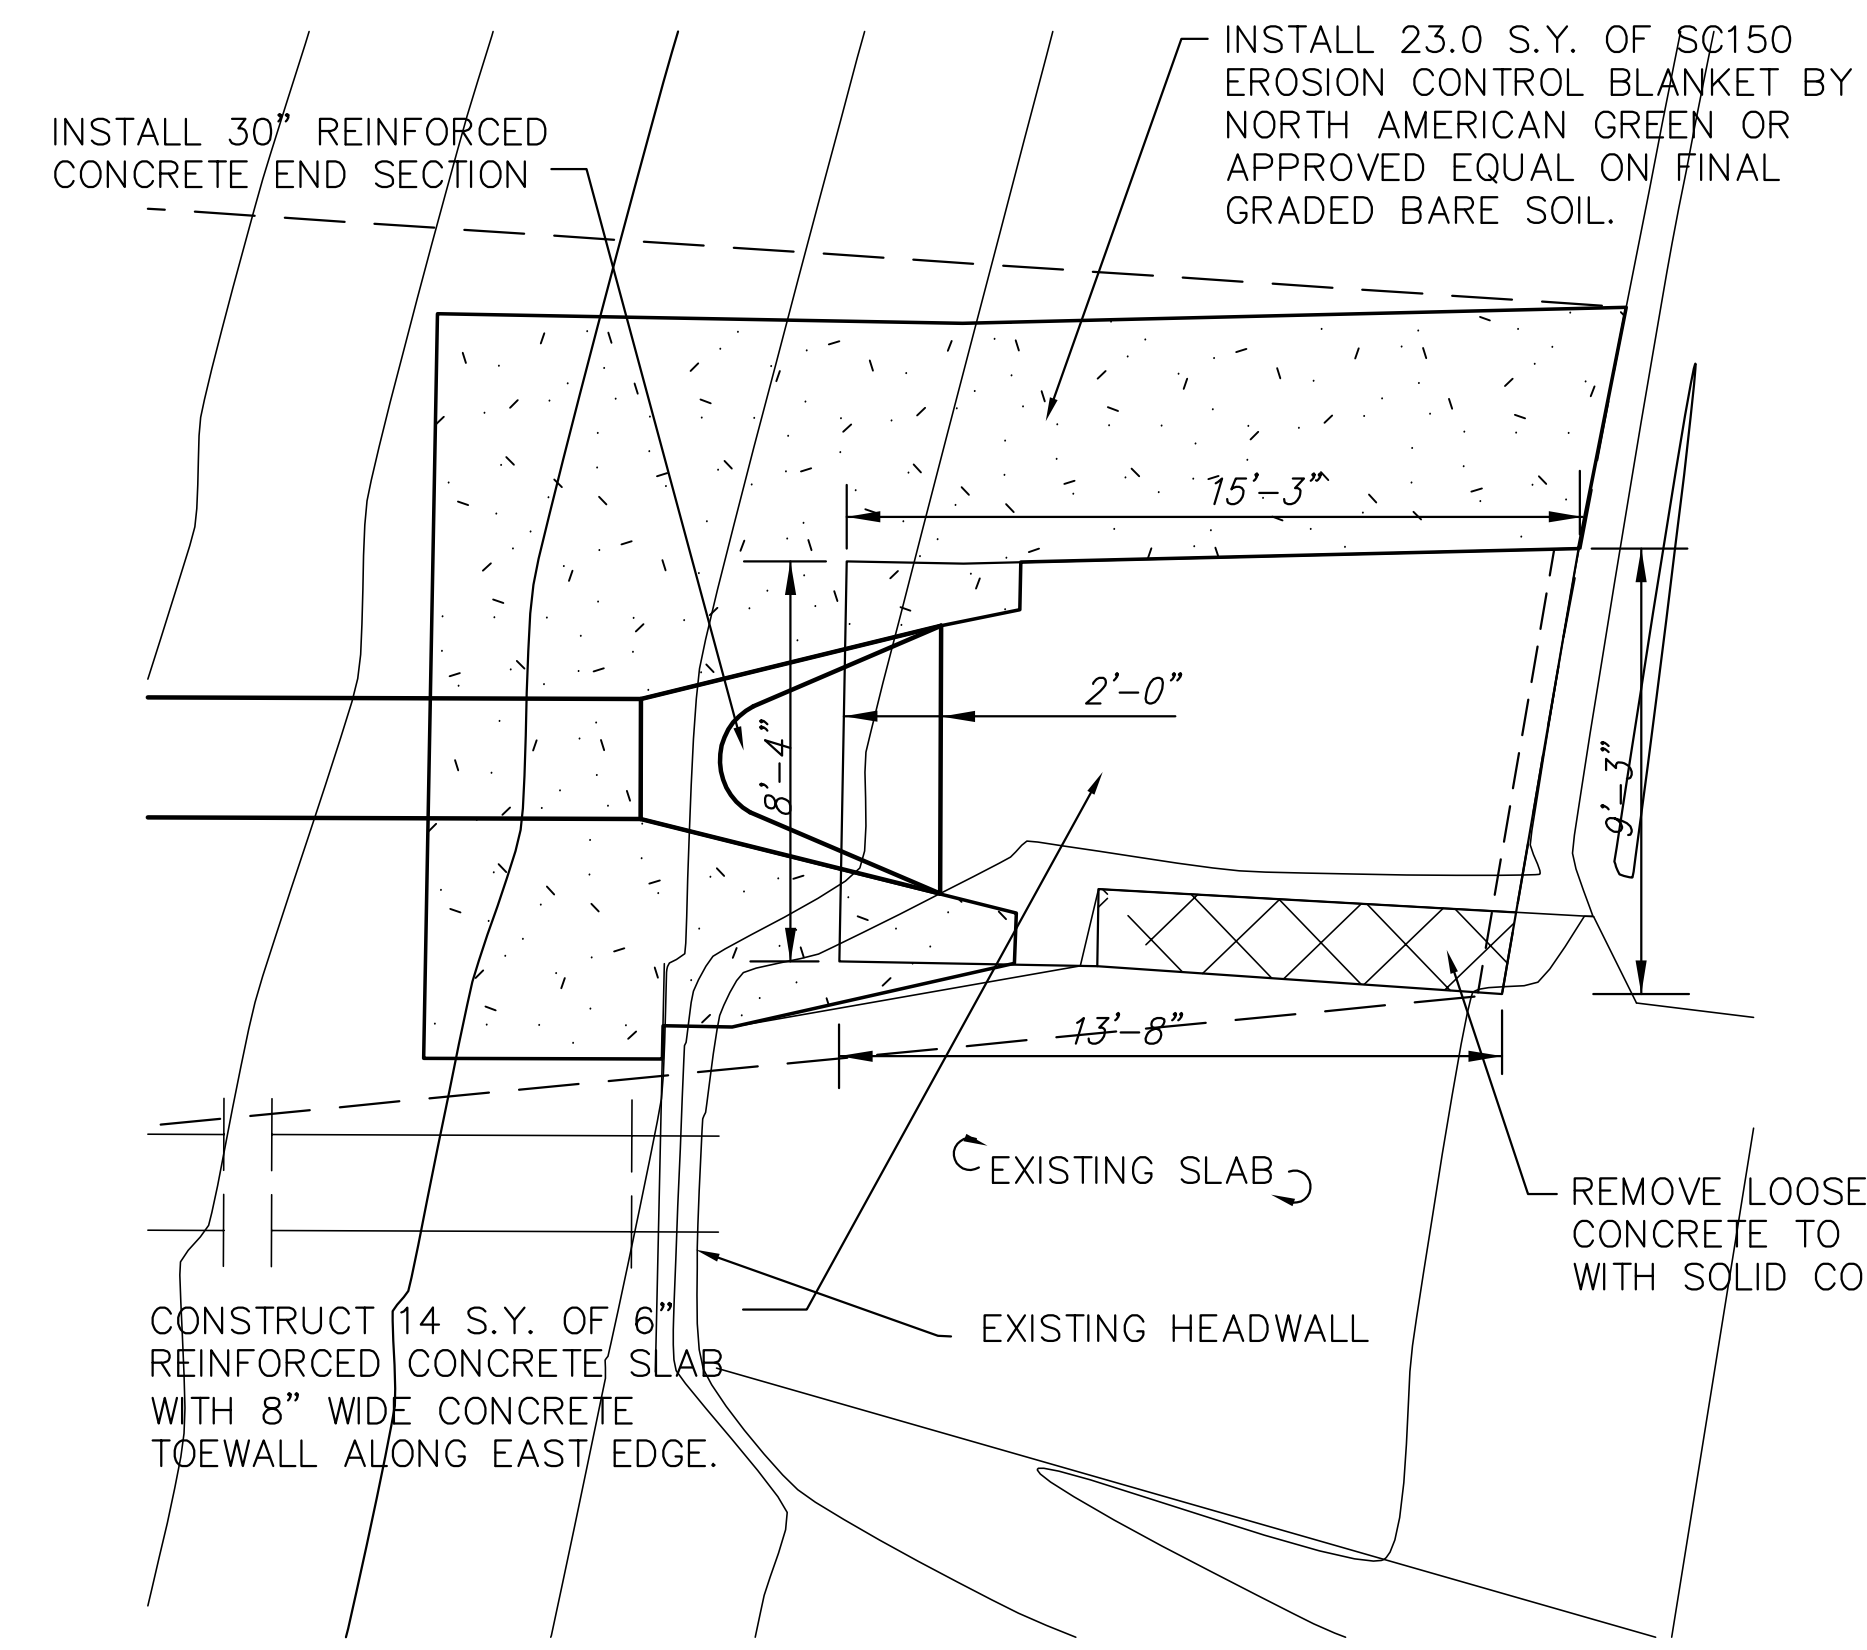 INSTALL 23.0 S.Y. OF SC150
EROSION CONTROL BLANKET BY
NORTH AMERICAN GREEN OR
APPROVED EQUAL ON FINAL
GRADED BARE SOIL.
INSTALL 30” REINFORCED
CONCRETE END SECTION
15’-3”
2’-0”
8’-4”
9’-3”
13’-8”
EXISTING SLAB
REMOVE LOOSE
CONCRETE TO
WITH SOLID CO
EXISTING HEADWALL
CONSTRUCT 14 S.Y. OF 6”
REINFORCED CONCRETE SLAB
WITH 8” WIDE CONCRETE
TOEWALL ALONG EAST EDGE.